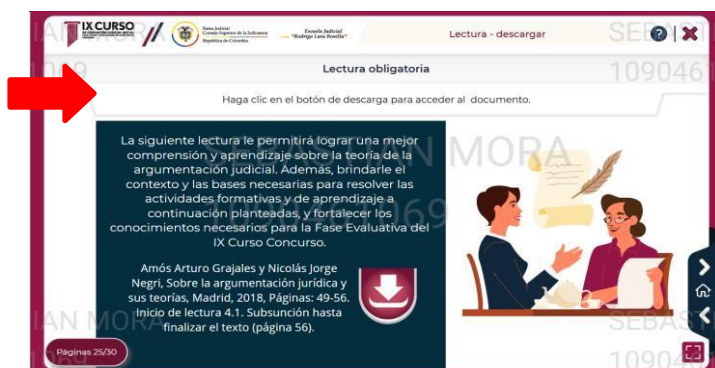 IX CURSO
Rama Judicial
Consejo Superior de la Judicatura
República de Colombia
Escuela Judicial
"Rodrigo Lara Bonilla"
Lectura - descargar
Lectura obligatoria
Haga clic en el botón de descarga para acceder al documento.
La siguiente lectura le permitirá lograr una mejor
comprensión y aprendizaje sobre la teoría de la
argumentación judicial. Además, brindarle el
contexto y las bases necesarias para resolver las
actividades formativas y de aprendizaje a
continuación planteadas, y fortalecer los
conocimientos necesarios para la Fase Evaluativa del
IX Curso Concurso.
Amós Arturo Grajales y Nicolás Jorge
Negri, Sobre la argumentación jurídica y
sus teorías, Madrid, 2018, Páginas: 49-56.
Inicio de lectura 4.1. Subsunción hasta
finalizar el texto (página 56).
SEBASTIAN MORA
1090461069
Páginas 25/30